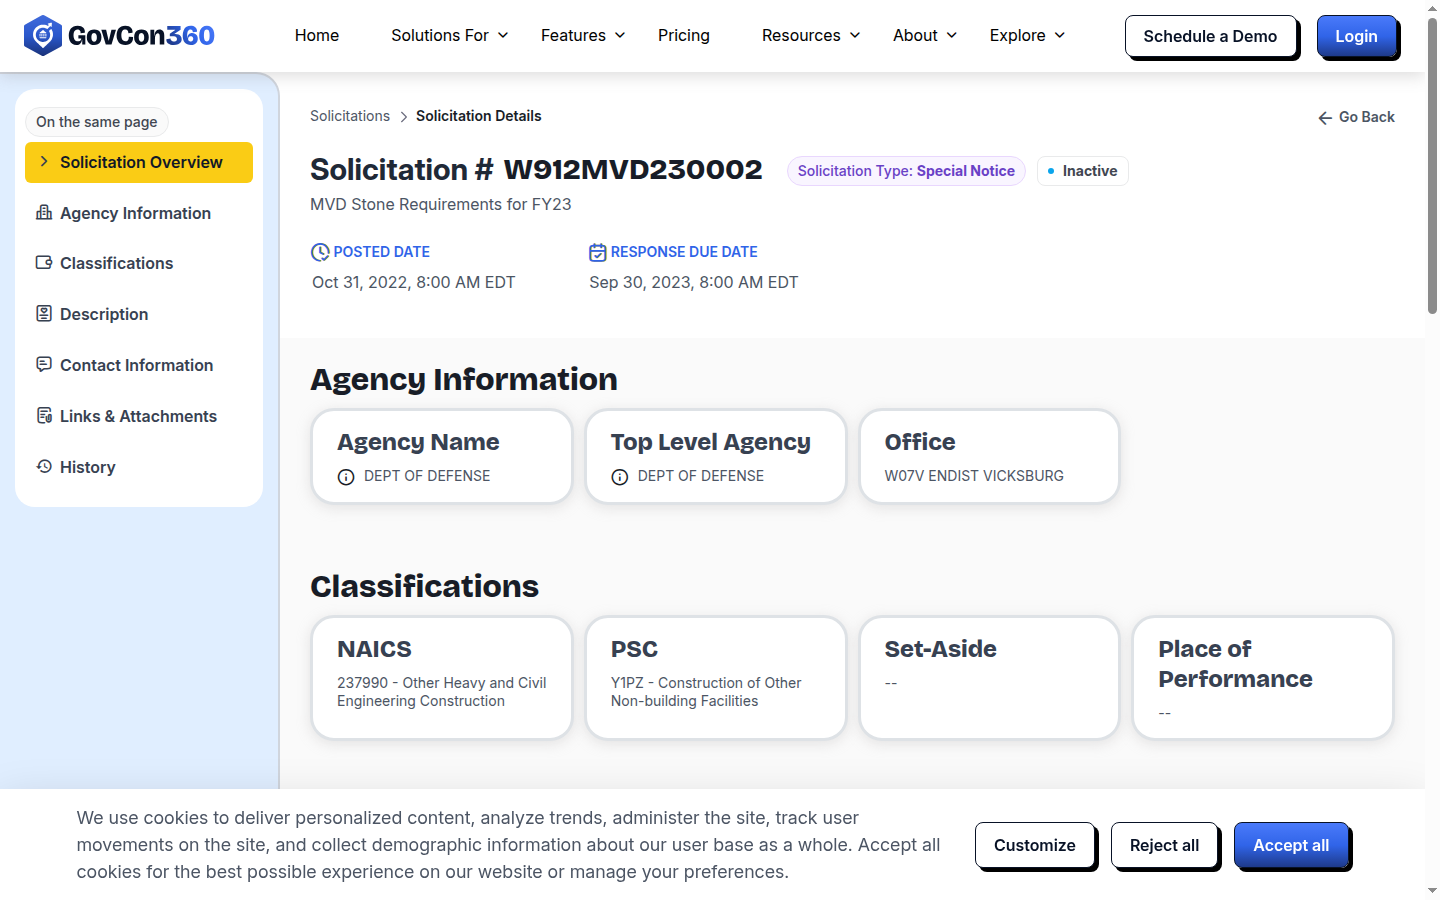 GovCon360
Home
Solutions For
Features
Pricing
Resources
About
Explore
Schedule a Demo
Login
On the same page
Solicitation Overview
Agency Information
Classifications
Description
Contact Information
Links & Attachments
History
Solicitations
Solicitation Details
Go Back
Solicitation # W912MVD230002
Solicitation Type: Special Notice
Inactive
MVD Stone Requirements for FY23
POSTED DATE
Oct 31, 2022, 8:00 AM EDT
RESPONSE DUE DATE
Sep 30, 2023, 8:00 AM EDT
Agency Information
Agency Name
DEPT OF DEFENSE
Top Level Agency
DEPT OF DEFENSE
Office
W07V ENDIST VICKSBURG
Classifications
NAICS
237990 - Other Heavy and Civil
Engineering Construction
PSC
Y1PZ - Construction of Other
Non-building Facilities
Set-Aside
--
Place of
Performance
--
We use cookies to deliver personalized content, analyze trends, administer the site, track user
movements on the site, and collect demographic information about our user base as a whole. Accept all
cookies for the best possible experience on our website or manage your preferences.
Customize
Reject all
Accept all